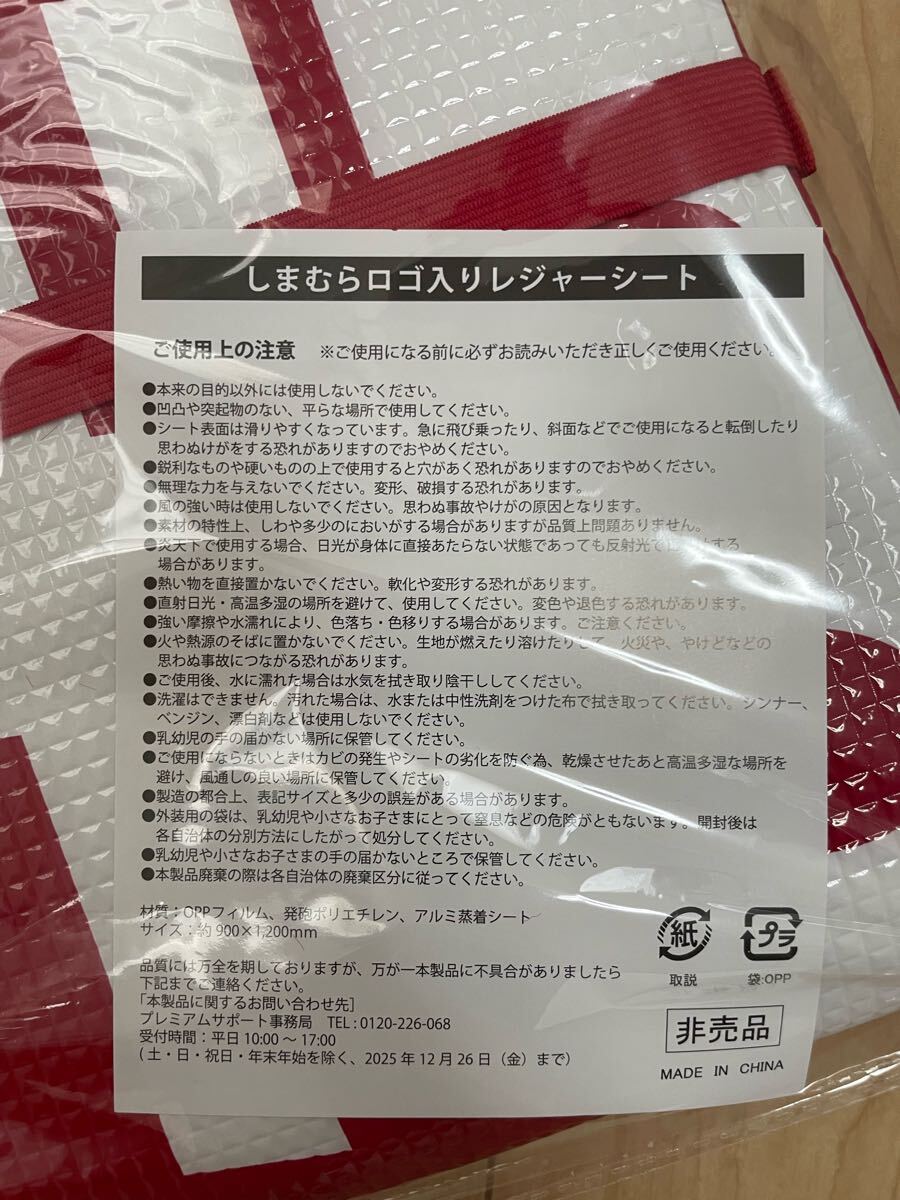 しまむらロゴ入りレジャーシート
ご使用上の注意 ※ご使用になる前に必ずお読みいただき正しくご使用ください。
●本来の目的以外には使用しないでください。
●凹凸や突起物のない、平らな場所で使用してください。
●シート表面は滑りやすくなっています。急に飛び乗ったり、斜面などでご使用になると転倒したり
思わぬけがをする恐れがありますのでおやめください。
●鋭利なものや硬いものの上で使用すると穴があく恐れがありますのでおやめください。
●無理な力を与えないでください。変形、破損する恐れがあります。
●風の強い時は使用しないでください。思わぬ事故やけがの原因となります。
●素材の特性上、しわや多少のにおいがする場合がありますが品質上問題ありません。
●炎天下で使用する場合、日光が身体に直接あたらない状態であっても反射光で
場合があります。
●熱い物を直接置かないでください。軟化や変形する恐れがあります。
●直射日光・高温多湿の場所を避けて、使用してください。変色や退色する恐れがあります。
●強い摩擦や水濡れにより、色落ち・色移りする場合があります。ご注意ください。
●火や熱源のそばに置かないでください。生地が燃えたり溶けたりして、火災や、やけどなどの
思わぬ事故につながる恐れがあります。
●ご使用後、水に濡れた場合は水気を拭き取り陰干ししてください。
●洗濯はできません。汚れた場合は、水または中性洗剤をつけた布で拭き取ってください。シンナー、
ベンジン、漂白剤などは使用しないでください。
●乳幼児の手の届かない場所に保管してください。
●ご使用にならないときはカビの発生やシートの劣化を防ぐ為、乾燥させたあと高温多湿な場所を
避け、風通しの良い場所に保管してください。
●製造の都合上、表記サイズと多少の誤差がある場合があります。
●外装用の袋は、乳幼児や小さなお子さまにとって窒息などの危険がともないます。開封後は
各自治体の分別方法にしたがって処分してください。
●乳幼児や小さなお子さまの手の届かないところで保管してください。
●本製品廃棄の際は各自治体の廃棄区分に従ってください。
材質：OPPフィルム、発砲ポリエチレン、アルミ蒸着シート
サイズ：約 900×1,200mm
品質には万全を期しておりますが、万が一本製品に不具合がありましたら
下記までご連絡ください。
［本製品に関するお問い合わせ先］
プレミアムサポート事務局 TEL : 0120-226-068
受付時間：平日 10:00 ～ 17:00
( 土・日・祝日・年末年始を除く、2025 年 12 月 26 日（金）まで）
紙 プラ
取説 袋:OPP
非売品
MADE IN CHINA